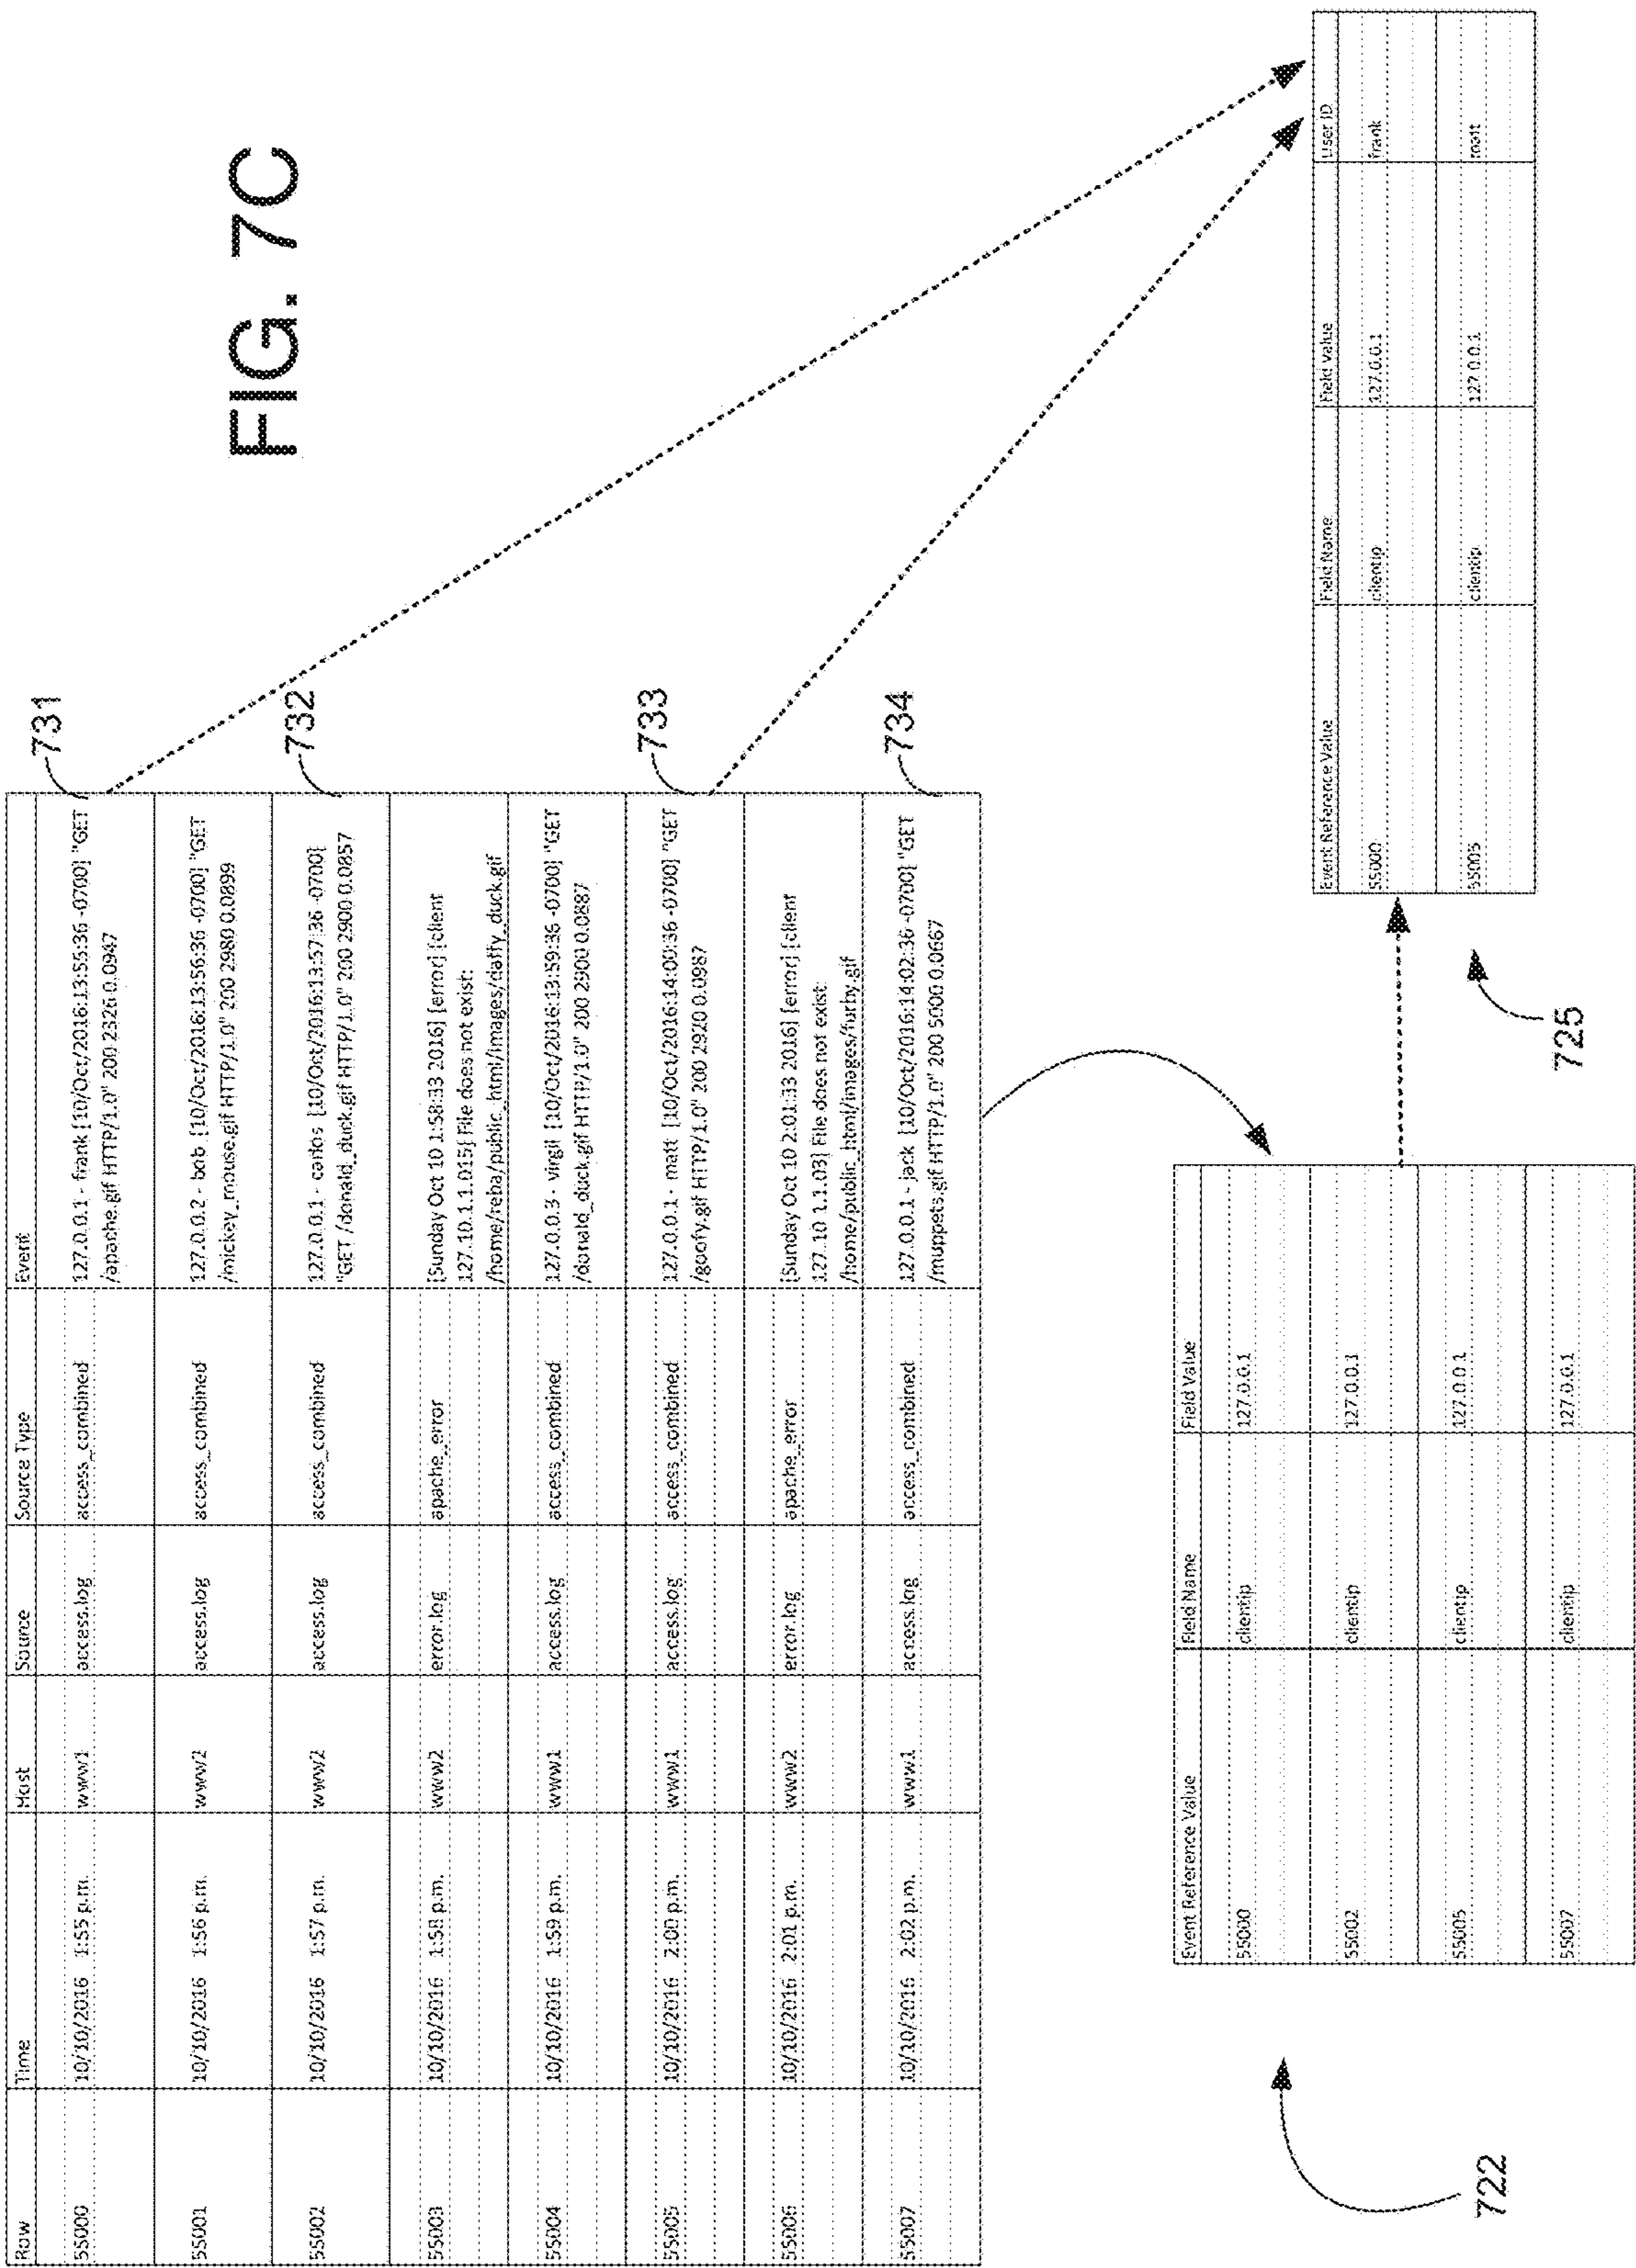 FIG. 7C
Row Time Host Source Source Type Event
55000 10/10/2016 1:55 p.m. www1 access.log access_combined 127.0.0.1 - frank [10/Oct/2016:13:55:36 -0700] "GET
/apache.gif HTTP/1.0" 200 2326 0.0947
731
55001 10/10/2016 1:56 p.m. www2 access.log access_combined 127.0.0.2 - bob [10/Oct/2016:13:56:36 -0700] "GET
/mickey_mouse.gif HTTP/1.0" 200 2980 0.0899
55002 10/10/2016 1:57 p.m. www2 access.log access_combined 127.0.0.1 - carlos [10/Oct/2016:13:57:36 -0700]
"GET /donald_duck.gif HTTP/1.0" 200 2900 0.0857
732
55003 10/10/2016 1:58 p.m. www2 error.log apache_error [Sunday Oct 10 1:58:33 2016] [error] [client
127.10.1.1.015] File does not exist:
/home/reba/public_html/images/daffy_duck.gif
55004 10/10/2016 1:59 p.m. www1 access.log access_combined 127.0.0.3 - virgil [10/Oct/2016:13:59:36 -0700] "GET
/donald_duck.gif HTTP/1.0" 200 2900 0.0887
55005 10/10/2016 2:00 p.m. www1 access.log access_combined 127.0.0.1 - matt [10/Oct/2016:14:00:36 -0700] "GET
/goofy.gif HTTP/1.0" 200 2920 0.0987
733
55006 10/10/2016 2:01 p.m. www2 error.log apache_error [Sunday Oct 10 2:01:33 2016] [error] [client
127.10.1.1.03] File does not exist:
/home/public_html/images/furby.gif
55007 10/10/2016 2:02 p.m. www1 access.log access_combined 127.0.0.1 - jack [10/Oct/2016:14:02:36 -0700] "GET
/muppets.gif HTTP/1.0" 200 5000 0.0667
734
722
Event Reference Value Field Name Field Value
55000 clientip 127.0.0.1
55002 clientip 127.0.0.1
55005 clientip 127.0.0.1
55007 clientip 127.0.0.1
725
Event Reference Value Field Name Field Value User ID
55000 clientip 127.0.0.1 frank
55005 clientip 127.0.0.1 matt